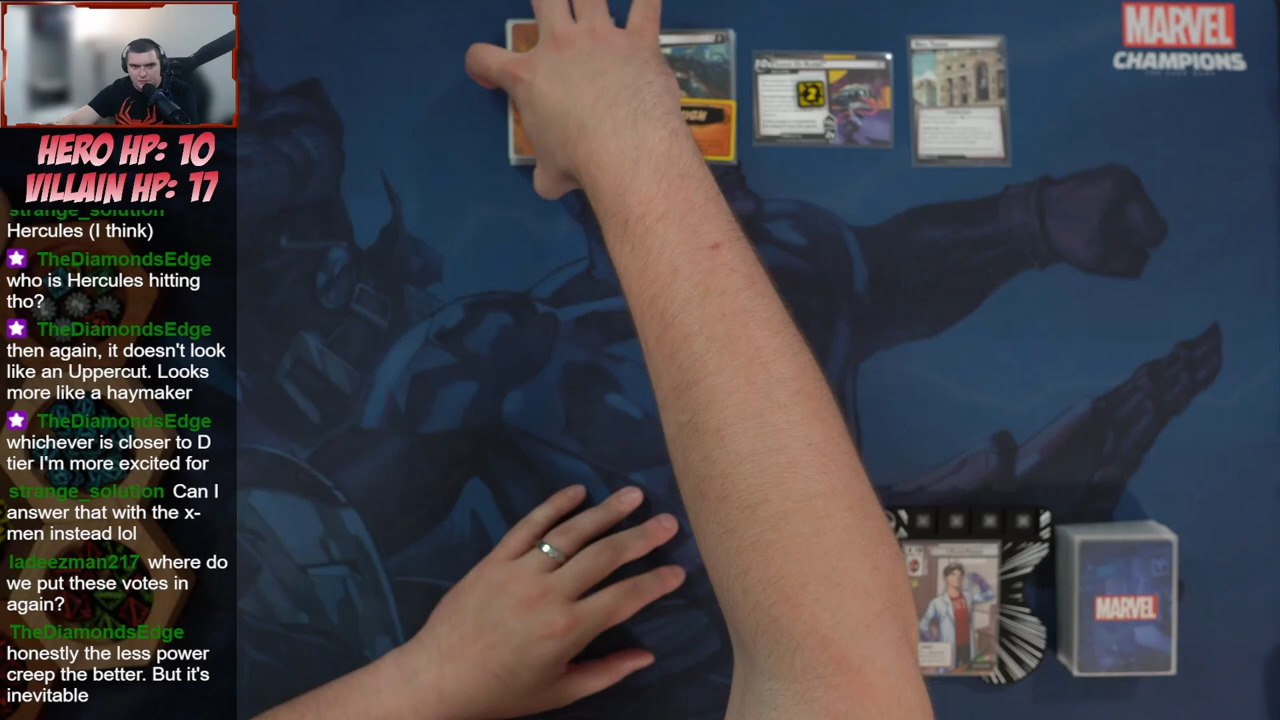 HERO HP: 10
VILLAIN HP: 17
strange_solution
Hercules (I think)
TheDiamondsEdge
who is Hercules hitting
tho?
TheDiamondsEdge
then again, it doesn't look
like an Uppercut. Looks
more like a haymaker
TheDiamondsEdge
whichever is closer to D
tier I'm more excited for
strange_solution Can I
answer that with the x-
men instead lol
ladeezman217 where do
we put these votes in
again?
TheDiamondsEdge
honestly the less power
creep the better. But it's
inevitable
MARVEL
CHAMPIONS
MARVEL